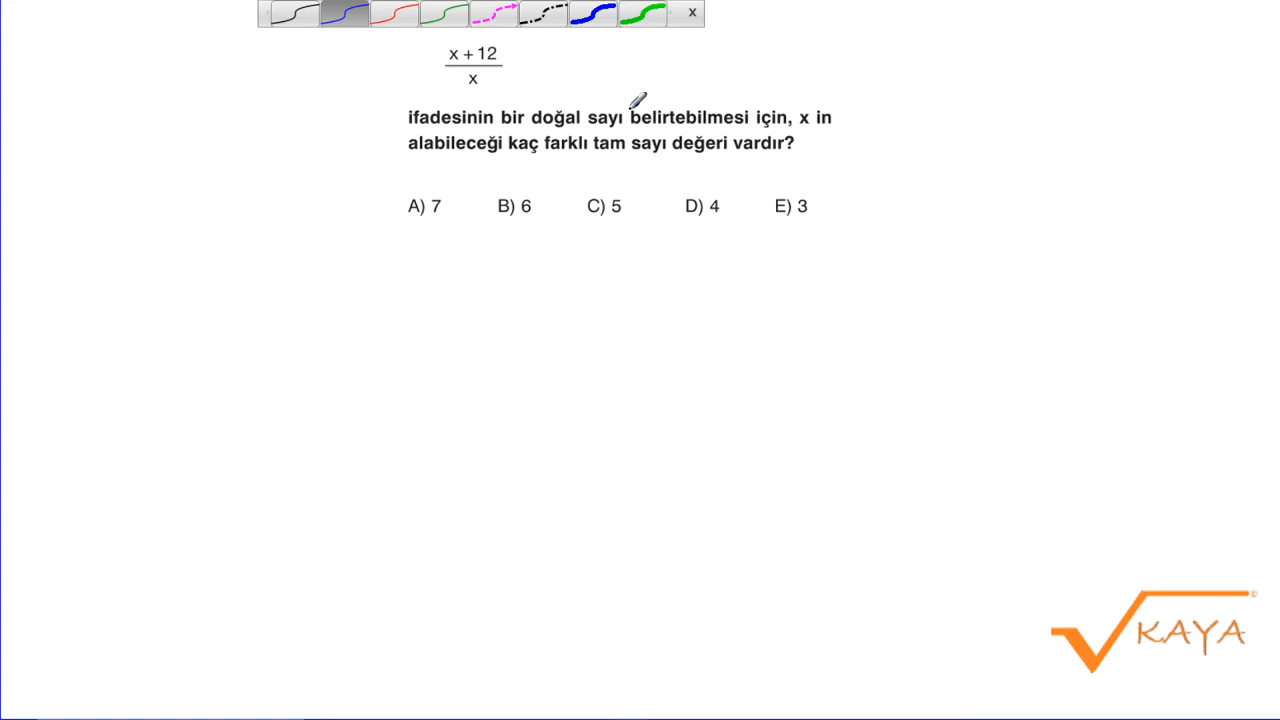 x
x + 12
x
ifadesinin bir doğal sayı belirtebilmesi için, x in
alabileceği kaç farklı tam sayı değeri vardır?
A) 7 B) 6 C) 5 D) 4 E) 3
©
KAYA